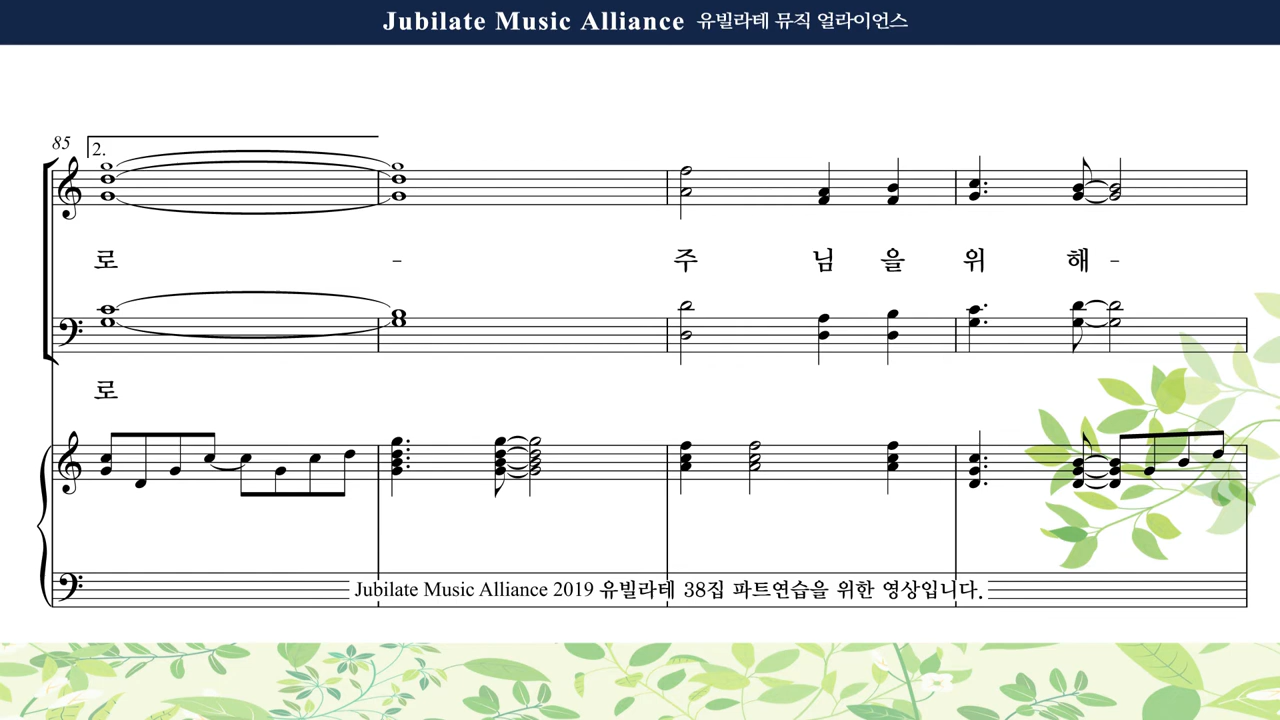 Jubilate Music Alliance 유빌라테 뮤직 얼라이언스
85
2.
로 - 주 님 을 위 해 -
로
Jubilate Music Alliance 2019 유빌라테 38집 파트연습을 위한 영상입니다.